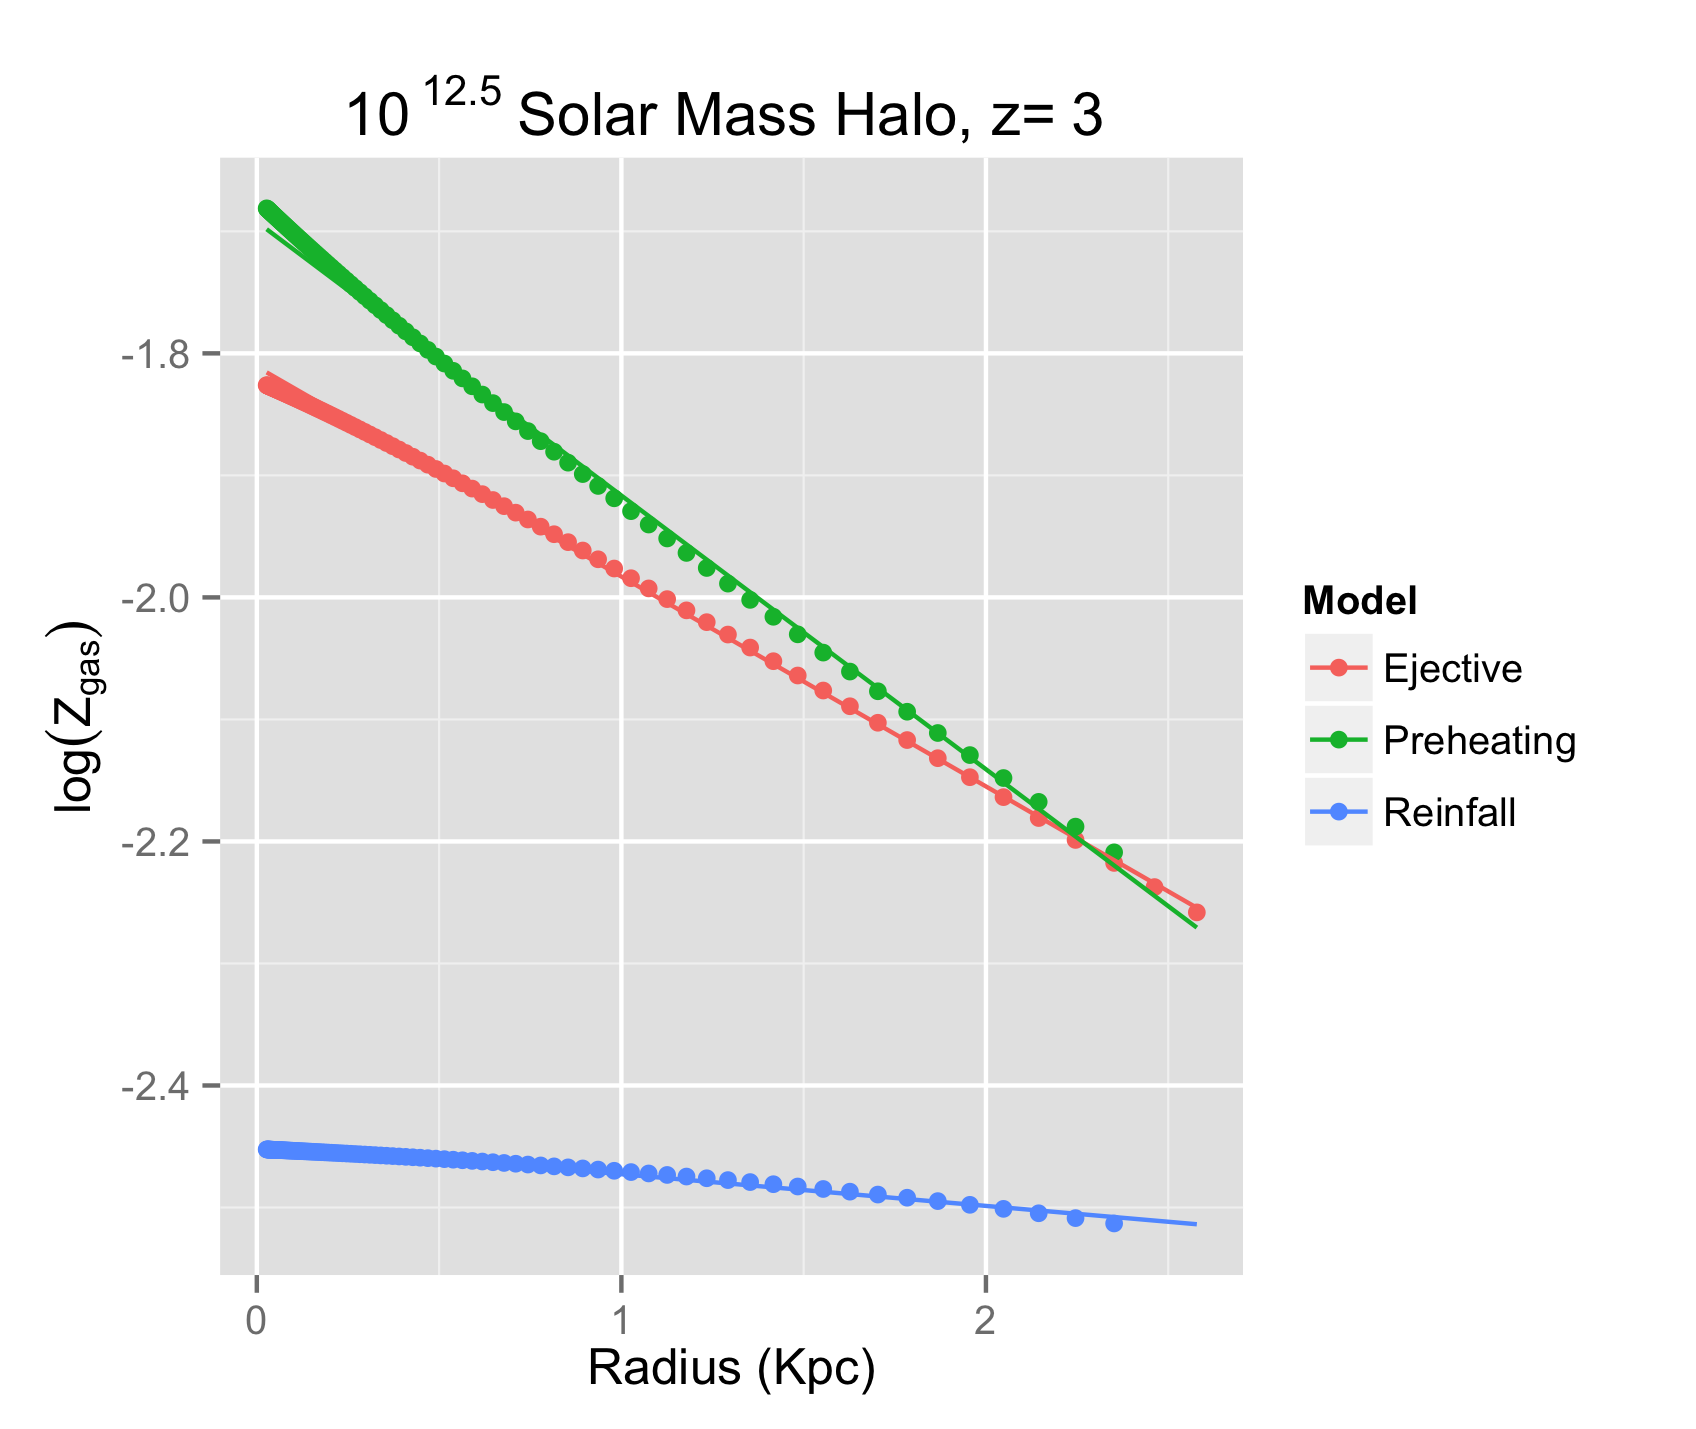 10^12.5 Solar Mass Halo, z= 3
-1.8
-2.0
-2.2
-2.4
log(Z_gas)
0 1 2
Radius (Kpc)
Model
Ejective
Preheating
Reinfall